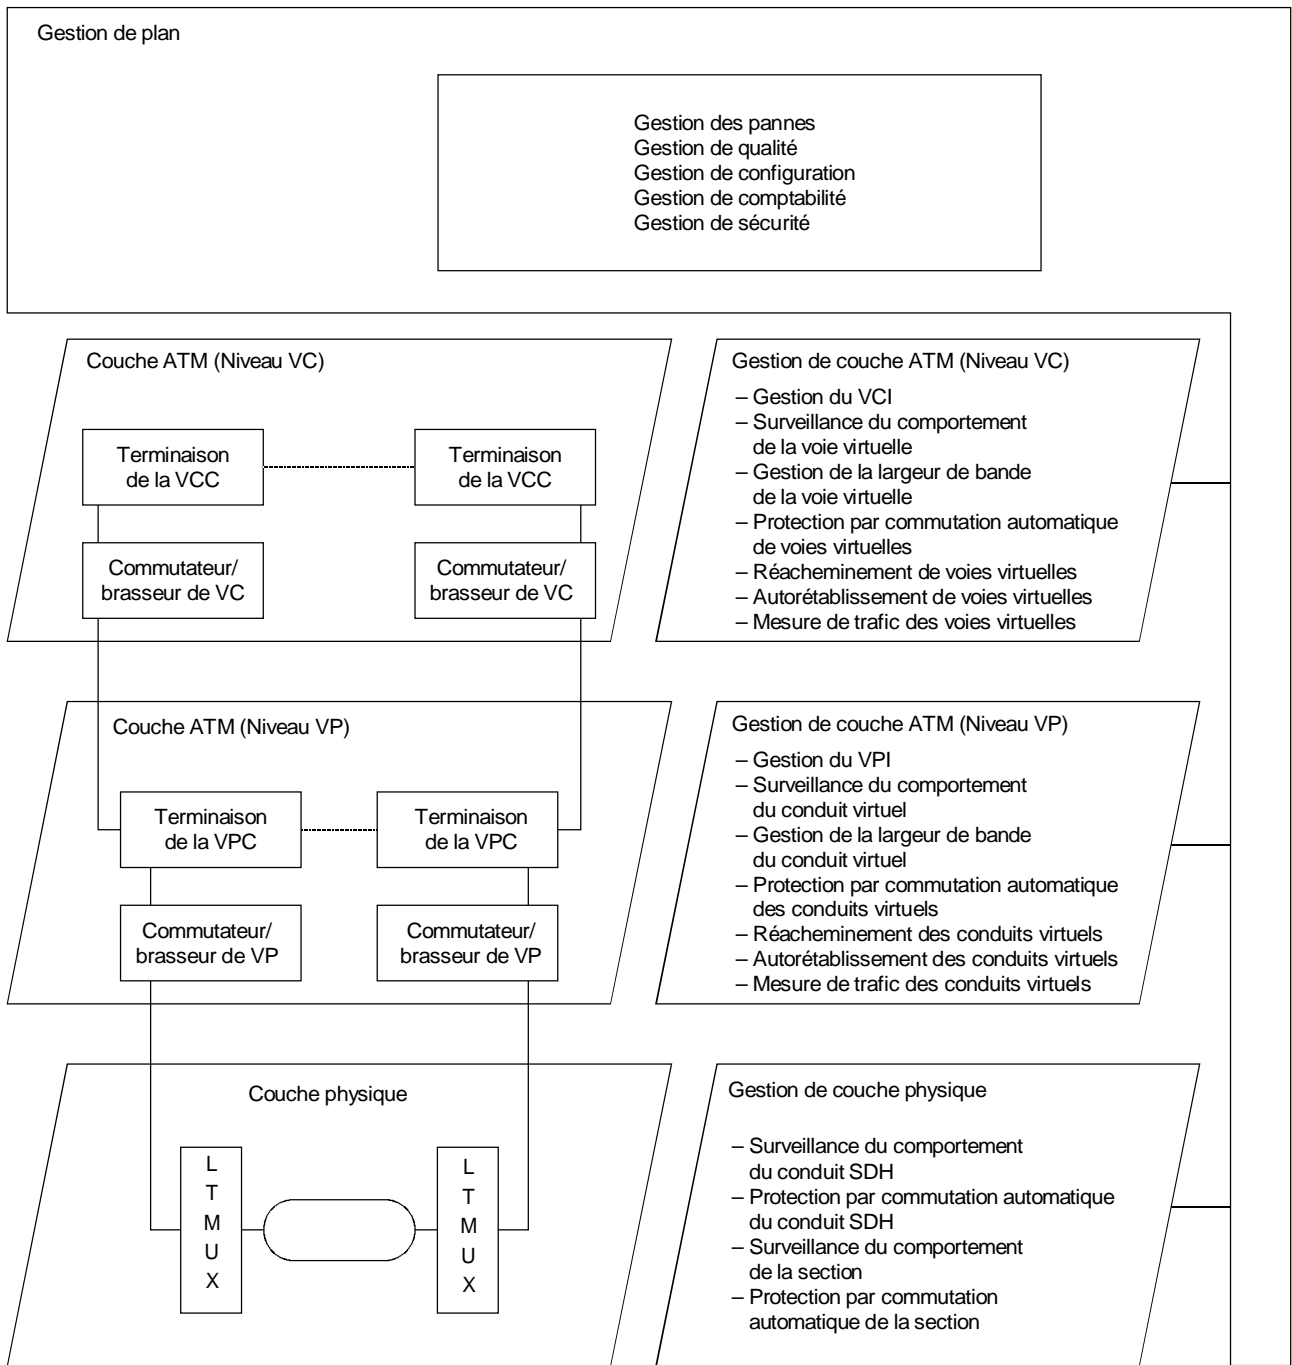 Gestion de plan
Gestion des pannes
Gestion de qualité
Gestion de configuration
Gestion de comptabilité
Gestion de sécurité
Couche ATM (Niveau VC)
Terminaison
de la VCC
Terminaison
de la VCC
Commutateur/
brasseur de VC
Commutateur/
brasseur de VC
Gestion de couche ATM (Niveau VC)
– Gestion du VCI
– Surveillance du comportement
de la voie virtuelle
– Gestion de la largeur de bande
de la voie virtuelle
– Protection par commutation automatique
de voies virtuelles
– Réacheminement de voies virtuelles
– Autorétablissement de voies virtuelles
– Mesure de trafic des voies virtuelles
Couche ATM (Niveau VP)
Terminaison
de la VPC
Terminaison
de la VPC
Commutateur/
brasseur de VP
Commutateur/
brasseur de VP
Gestion de couche ATM (Niveau VP)
– Gestion du VPI
– Surveillance du comportement
du conduit virtuel
– Gestion de la largeur de bande
du conduit virtuel
– Protection par commutation automatique
des conduits virtuels
– Réacheminement des conduits virtuels
– Autorétablissement des conduits virtuels
– Mesure de trafic des conduits virtuels
Couche physique
L
T
M
U
X
L
T
M
U
X
Gestion de couche physique
– Surveillance du comportement
du conduit SDH
– Protection par commutation automatique
du conduit SDH
– Surveillance du comportement
de la section
– Protection par commutation
automatique de la section